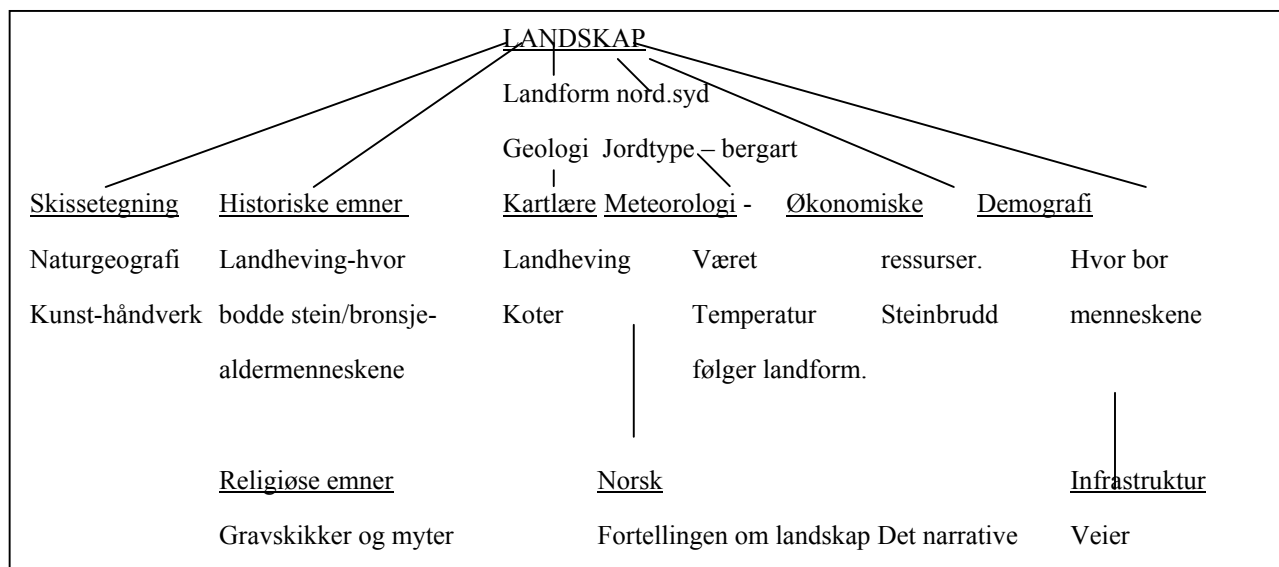 LANDSKAP
Landform nord.syd
Geologi Jordtype – bergart
Skissetegning Historiske emner Kartlære Meteorologi - Økonomiske Demografi
Naturgeografi Landheving-hvor Landheving Været ressurser. Hvor bor
Kunst-håndverk bodde stein/bronsje- Koter Temperatur Steinbrudd menneskene
aldermenneskene følger landform.
Religiøse emner Norsk Infrastruktur
Gravskikker og myter Fortellingen om landskap Det narrative Veier